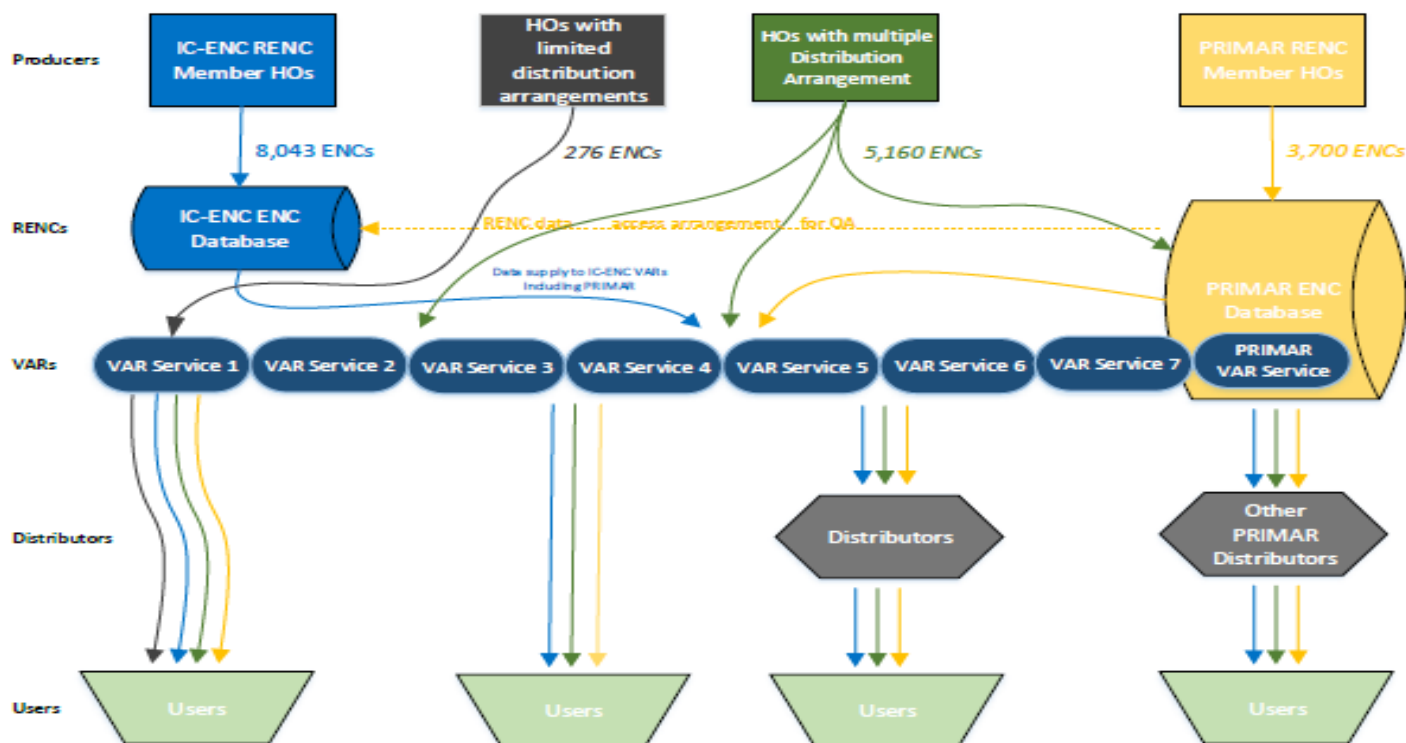 Producers
IC-ENC RENC
Member HOs
HOs with
limited
distribution
arrangements
HOs with multiple
Distribution
Arrangement
PRIMAR RENC
Member HOs
8,043 ENCs
276 ENCs
5,160 ENCs
3,700 ENCs
RENCs
IC-ENC ENC
Database
RENC data access arrangement for QA
Data supply to IC-ENC VARs
Including PRIMAR
PRIMAR ENC
Database
VARs
VAR Service 1
VAR Service 2
VAR Service 3
VAR Service 4
VAR Service 5
VAR Service 6
VAR Service 7
PRIMAR
VAR Service
Distributors
Distributors
Other
PRIMAR
Distributors
Users
Users
Users
Users
Users